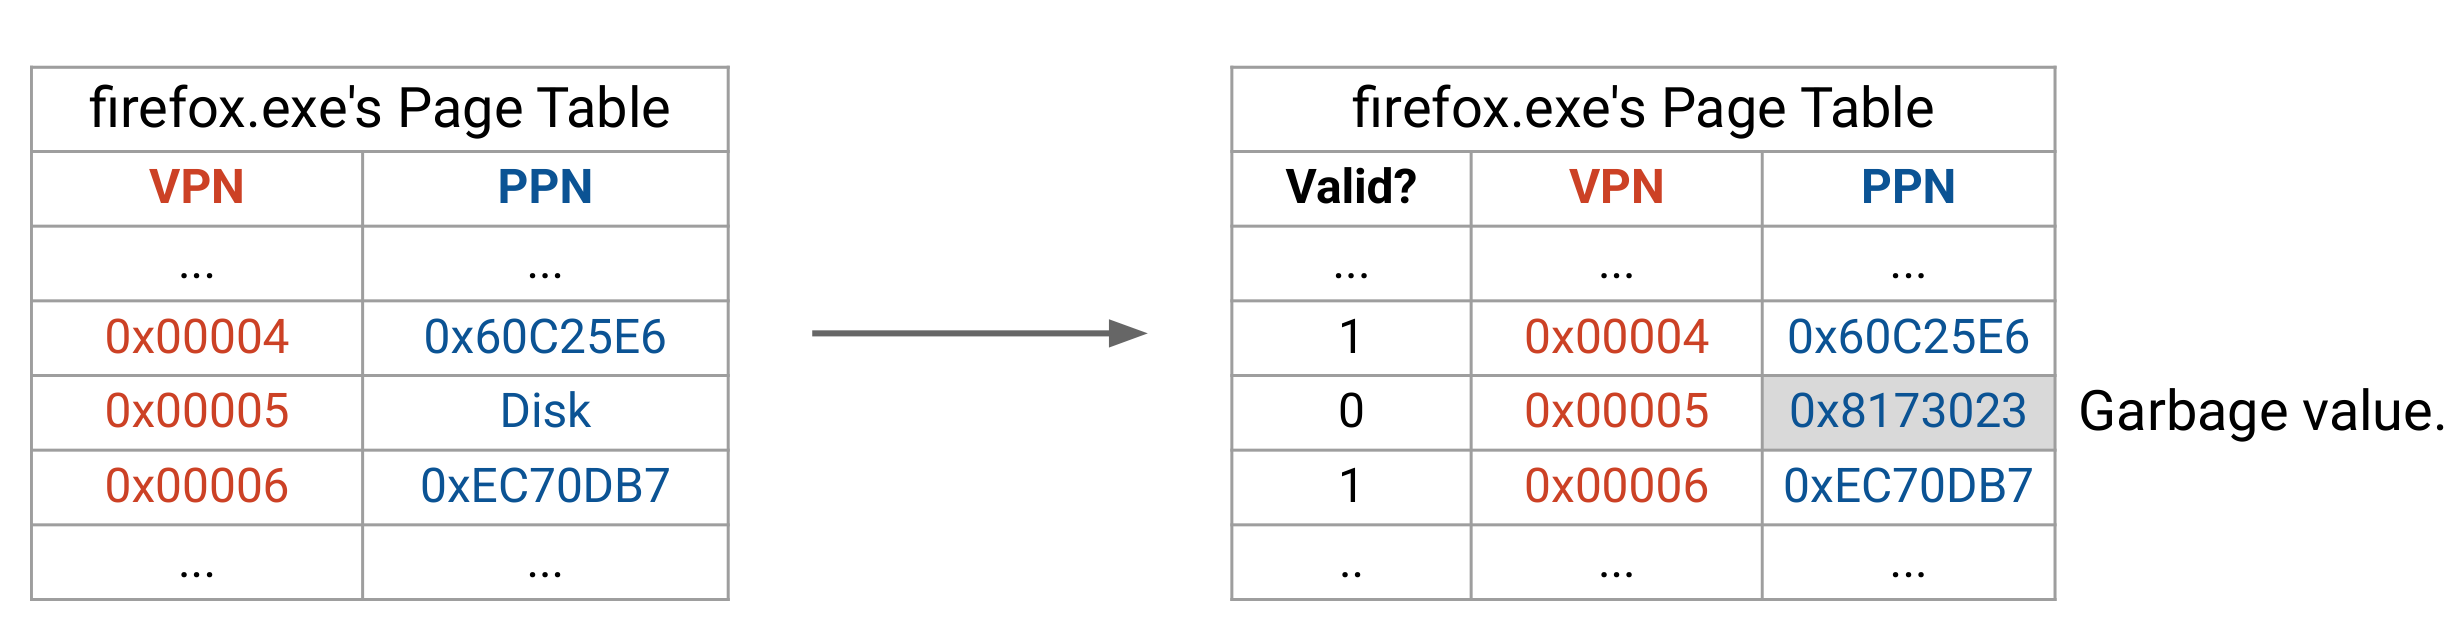 firefox.exe's Page Table
VPN PPN
... ...
0x00004 0x60C25E6
0x00005 Disk
0x00006 0xEC70DB7
... ...
firefox.exe's Page Table
Valid? VPN PPN
... ... ...
1 0x00004 0x60C25E6
0 0x00005 0x8173023 Garbage value.
1 0x00006 0xEC70DB7
.. ... ...